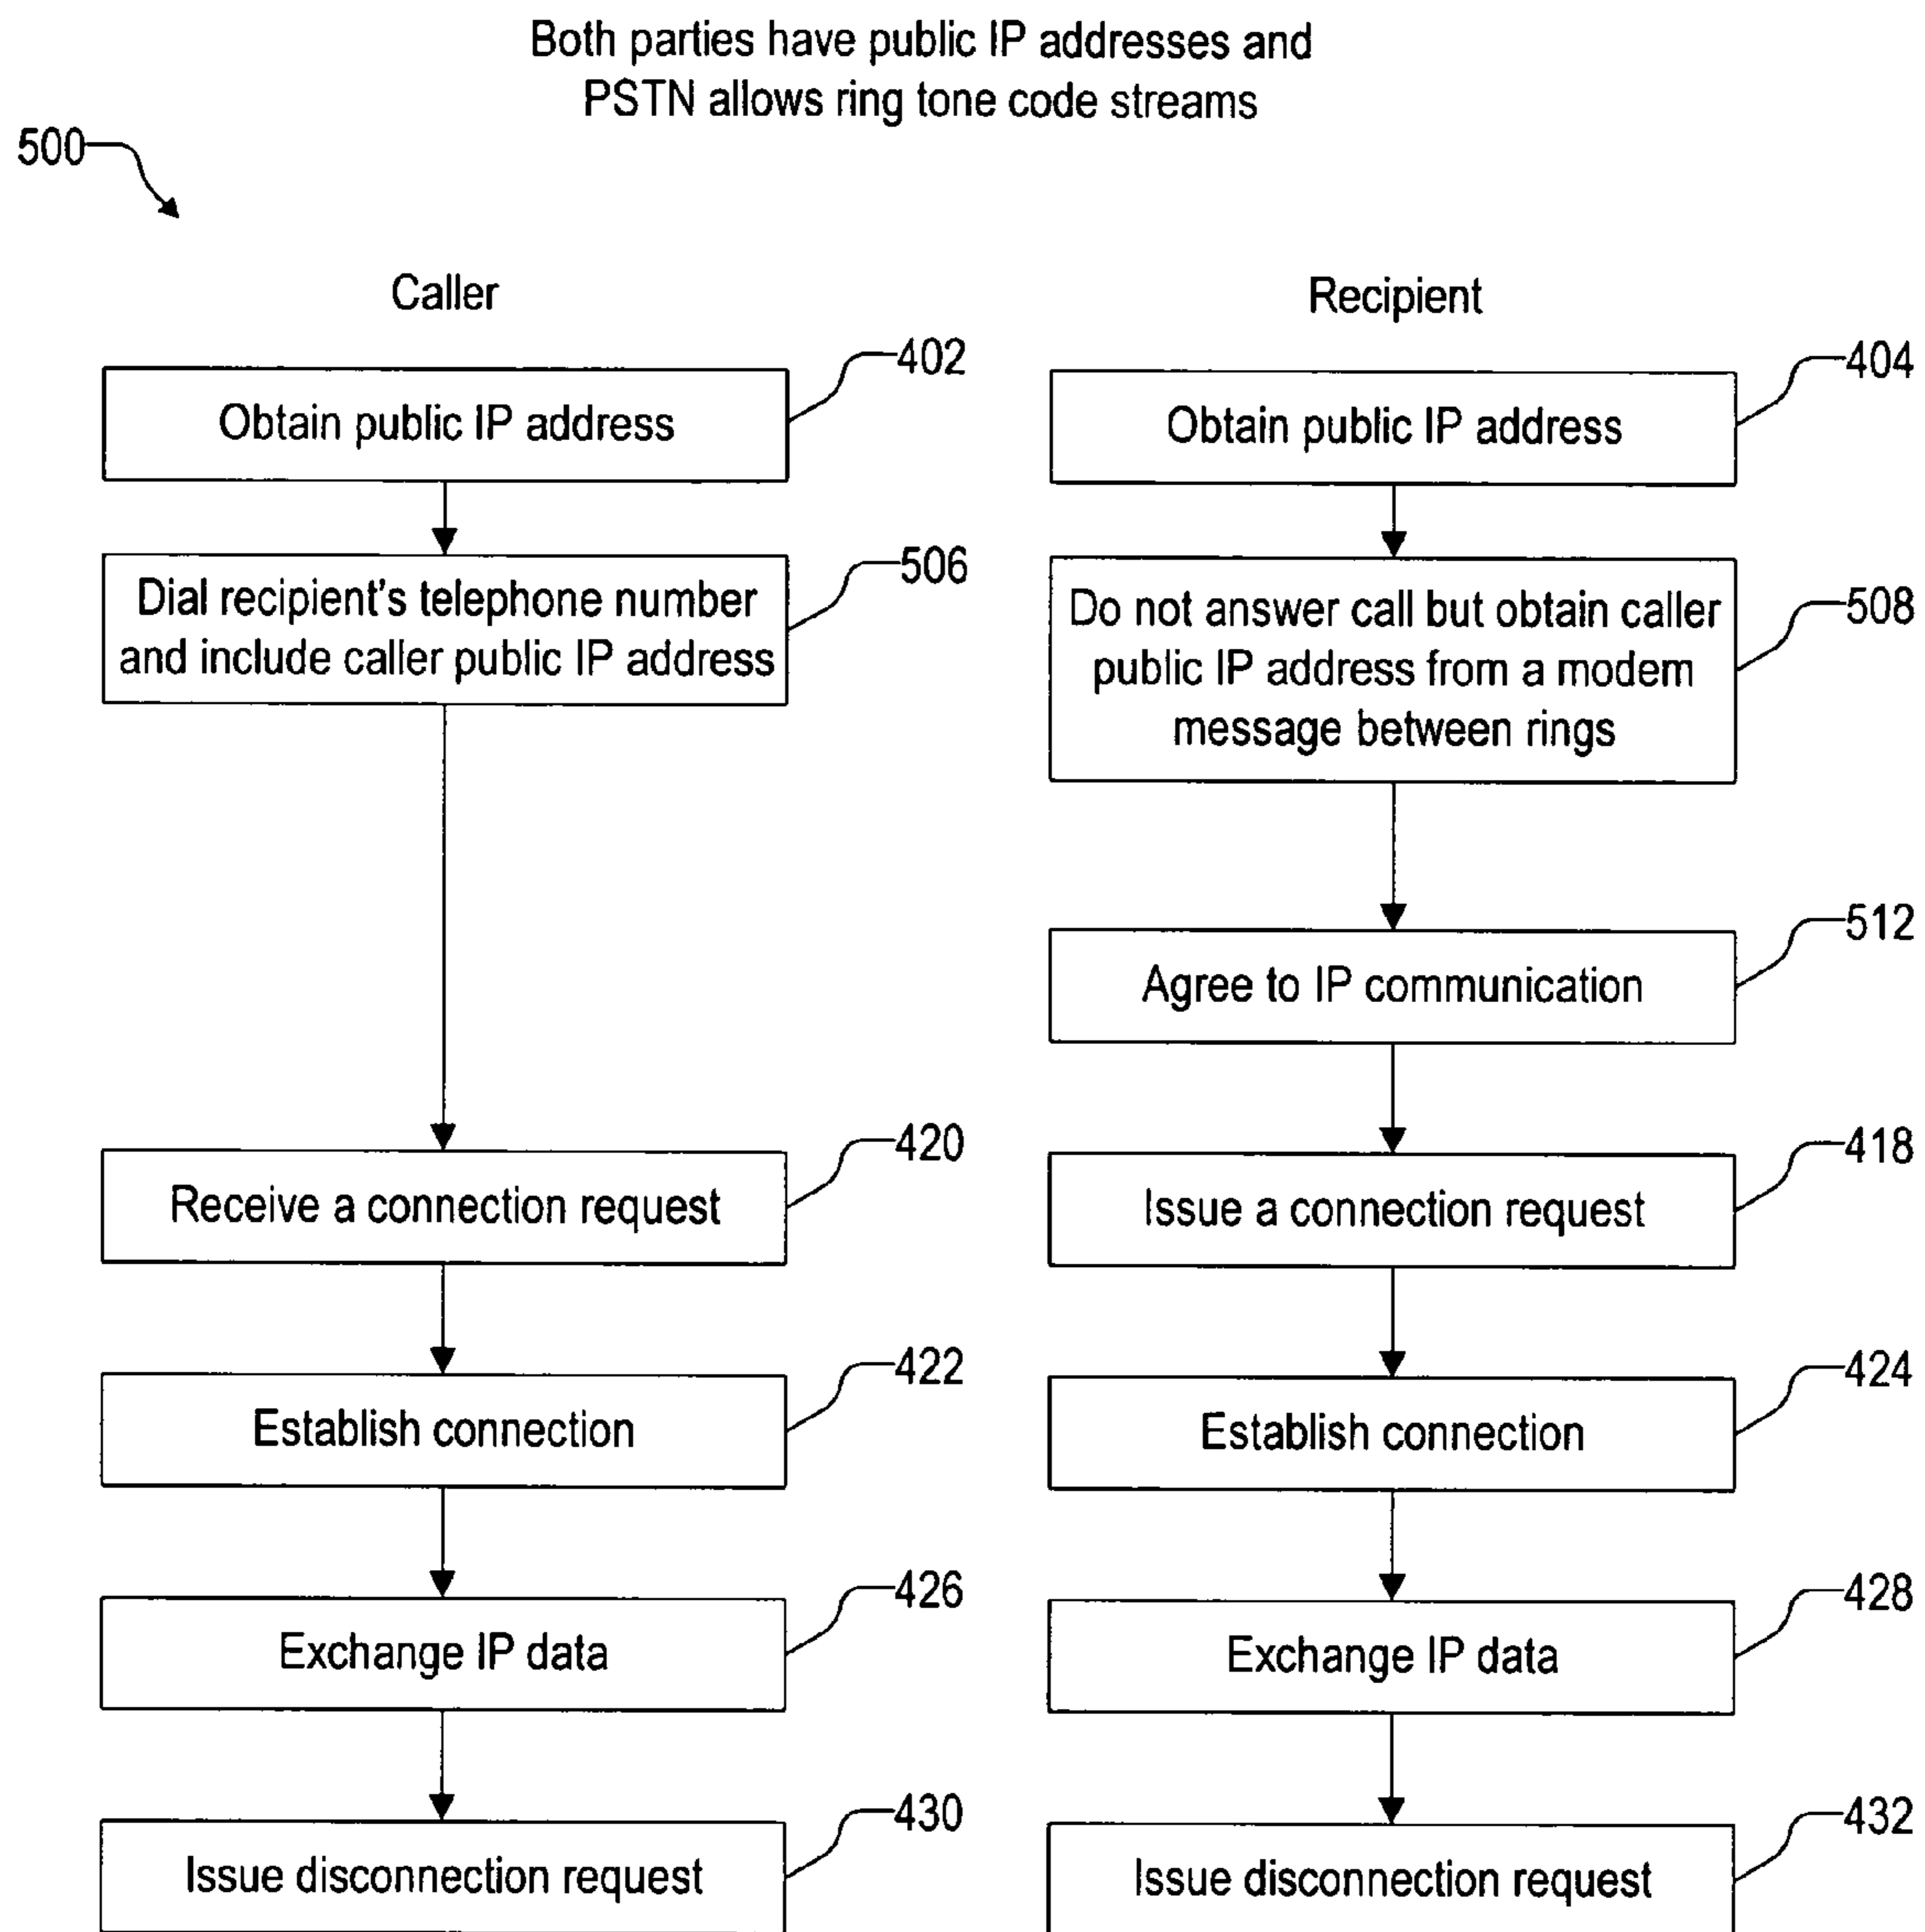 Both parties have public IP addresses and
PSTN allows ring tone code streams
500
Caller
Recipient
402
Obtain public IP address
404
Obtain public IP address
506
Dial recipient's telephone number
and include caller public IP address
508
Do not answer call but obtain caller
public IP address from a modem
message between rings
512
Agree to IP communication
420
Receive a connection request
418
Issue a connection request
422
Establish connection
424
Establish connection
426
Exchange IP data
428
Exchange IP data
430
Issue disconnection request
432
Issue disconnection request